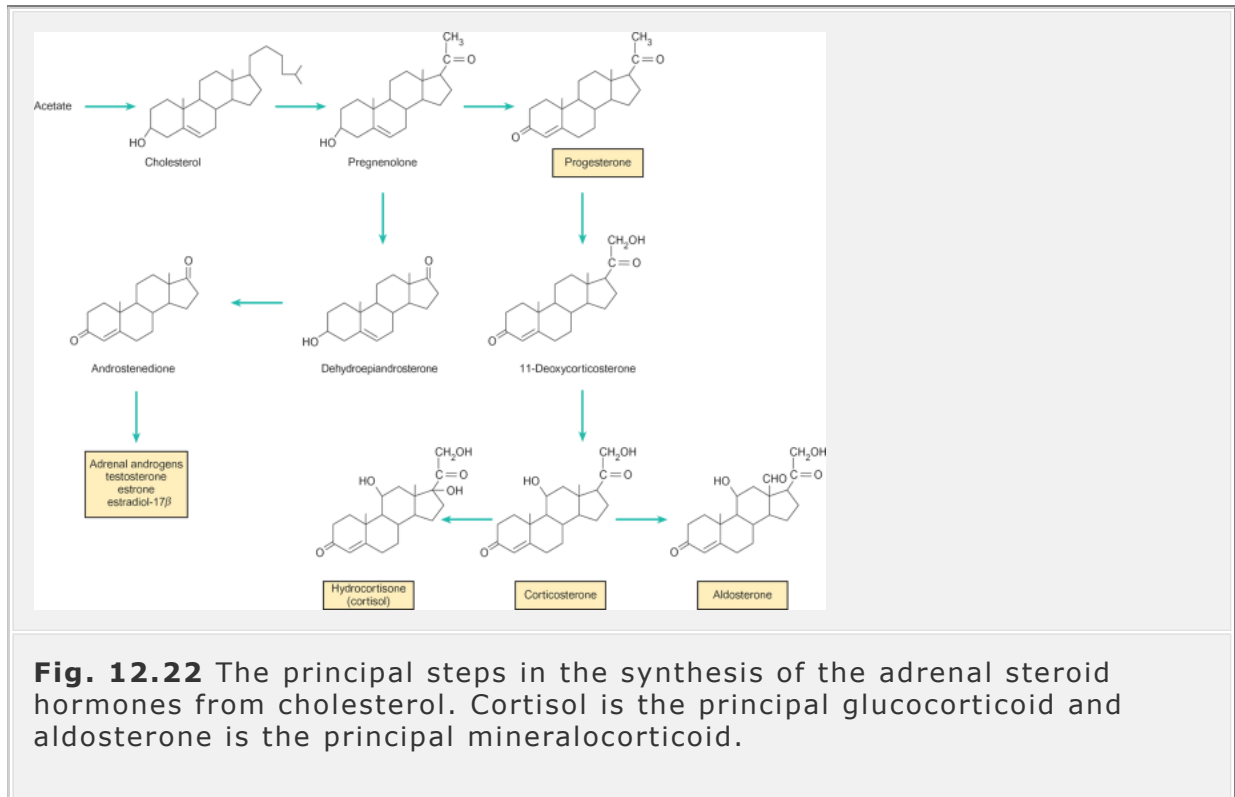 CH3
C=O
CH3
C=O
Acetate
HO
HO
O
Cholesterol
Pregnenolone
Progesterone
CH2OH
C=O
O
O
O
HO
O
Androstenedione
Dehydroepiandrosterone
11-Deoxycorticosterone
Adrenal androgens
testosterone
estrone
estradiol-17β
CH2OH
C=O
HO
OH
O
CH2OH
C=O
HO
O
CH2OH
C=O
CHO
HO
O
Hydrocortisone
(cortisol)
Corticosterone
Aldosterone
Fig. 12.22 The principal steps in the synthesis of the adrenal steroid
hormones from cholesterol. Cortisol is the principal glucocorticoid and
aldosterone is the principal mineralocorticoid.